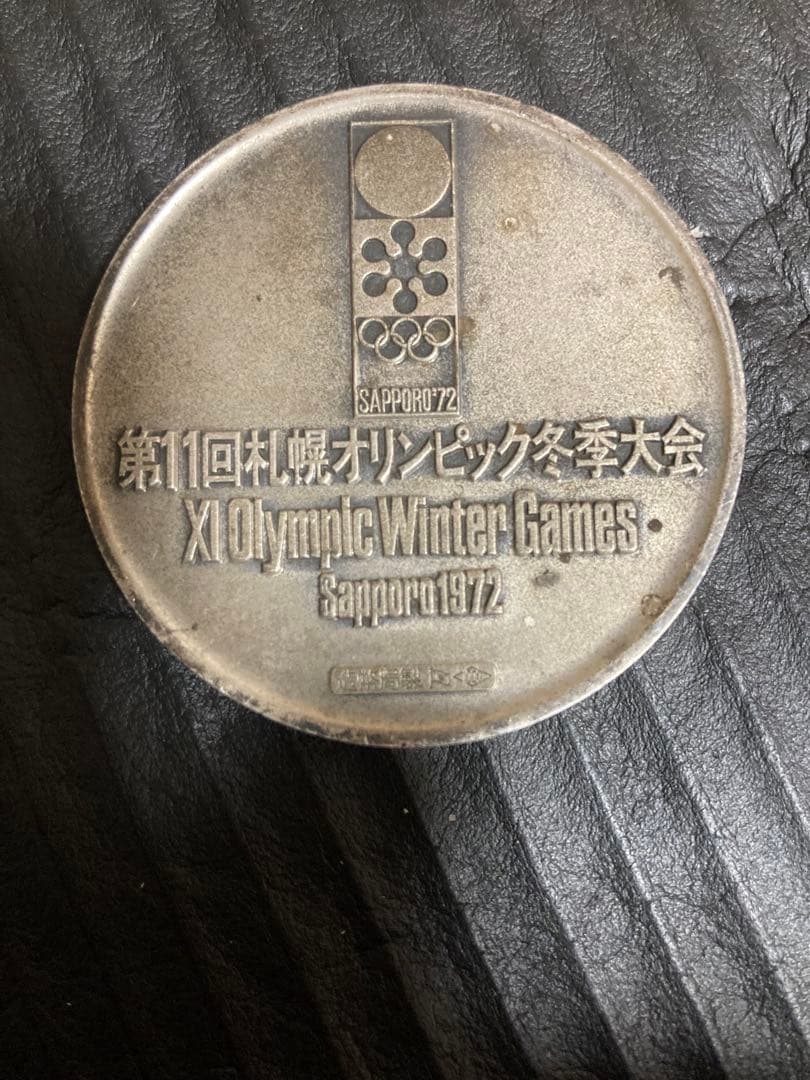 SAPPORO'72
第11回札幌オリンピック冬季大会
XI Olympic Winter Games
Sapporo1972